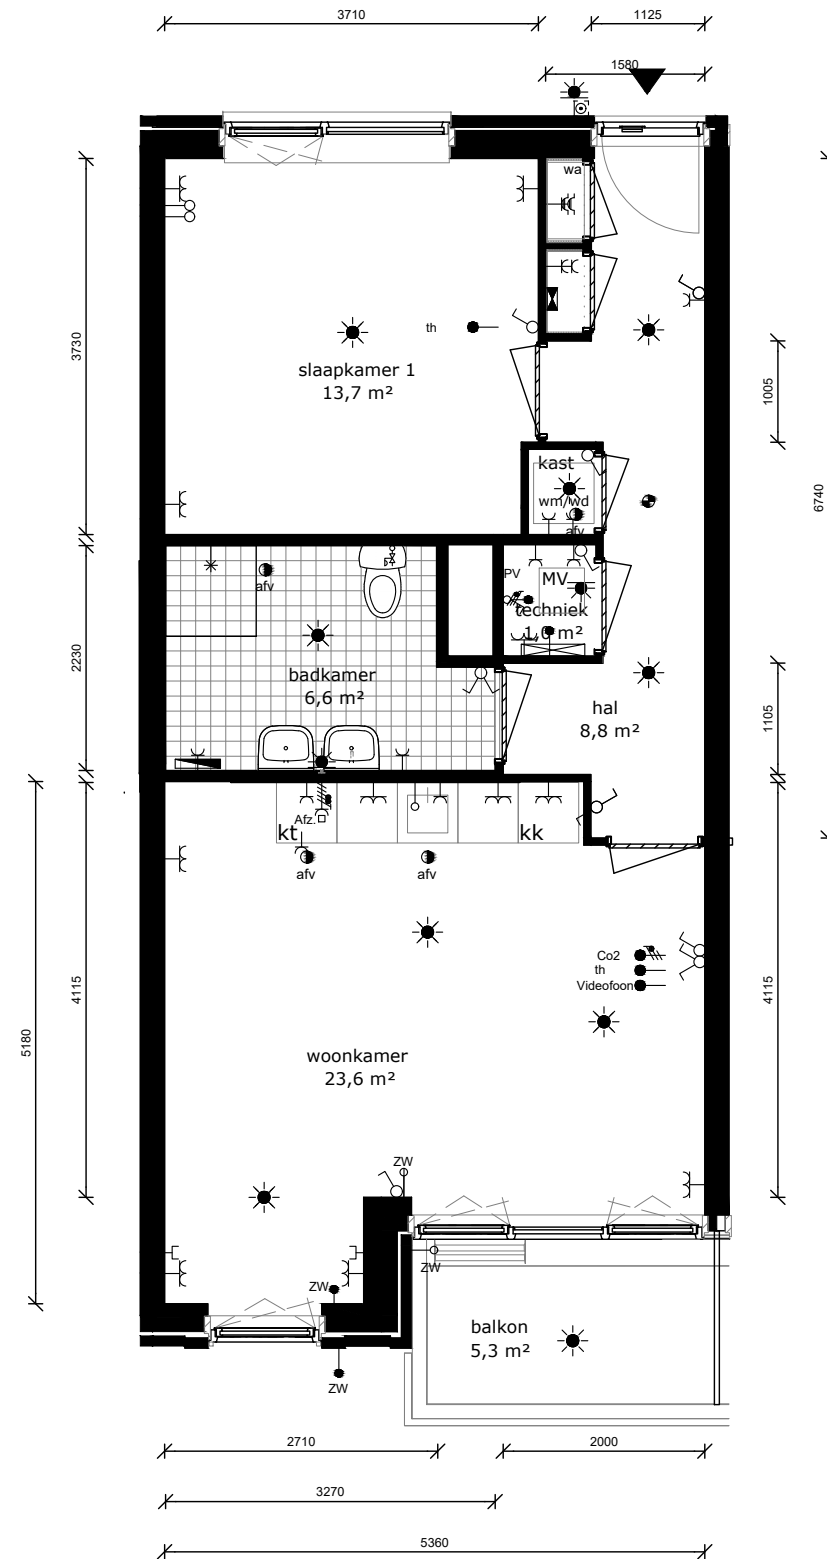 3710
1125
1580
wa
3730
th
slaapkamer 1
13,7 m²
1005
6740
kast
wm/wd
afv
afv
PV
MV
techniek
1,0 m²
2230
badkamer
6,6 m²
hal
8,8 m²
1105
Afz.
kt
kk
afv
afv
Co2
th
Videofoon
4115
4115
5180
woonkamer
23,6 m²
ZW
ZW
ZW
balkon
5,3 m²
ZW
2710
2000
3270
5360